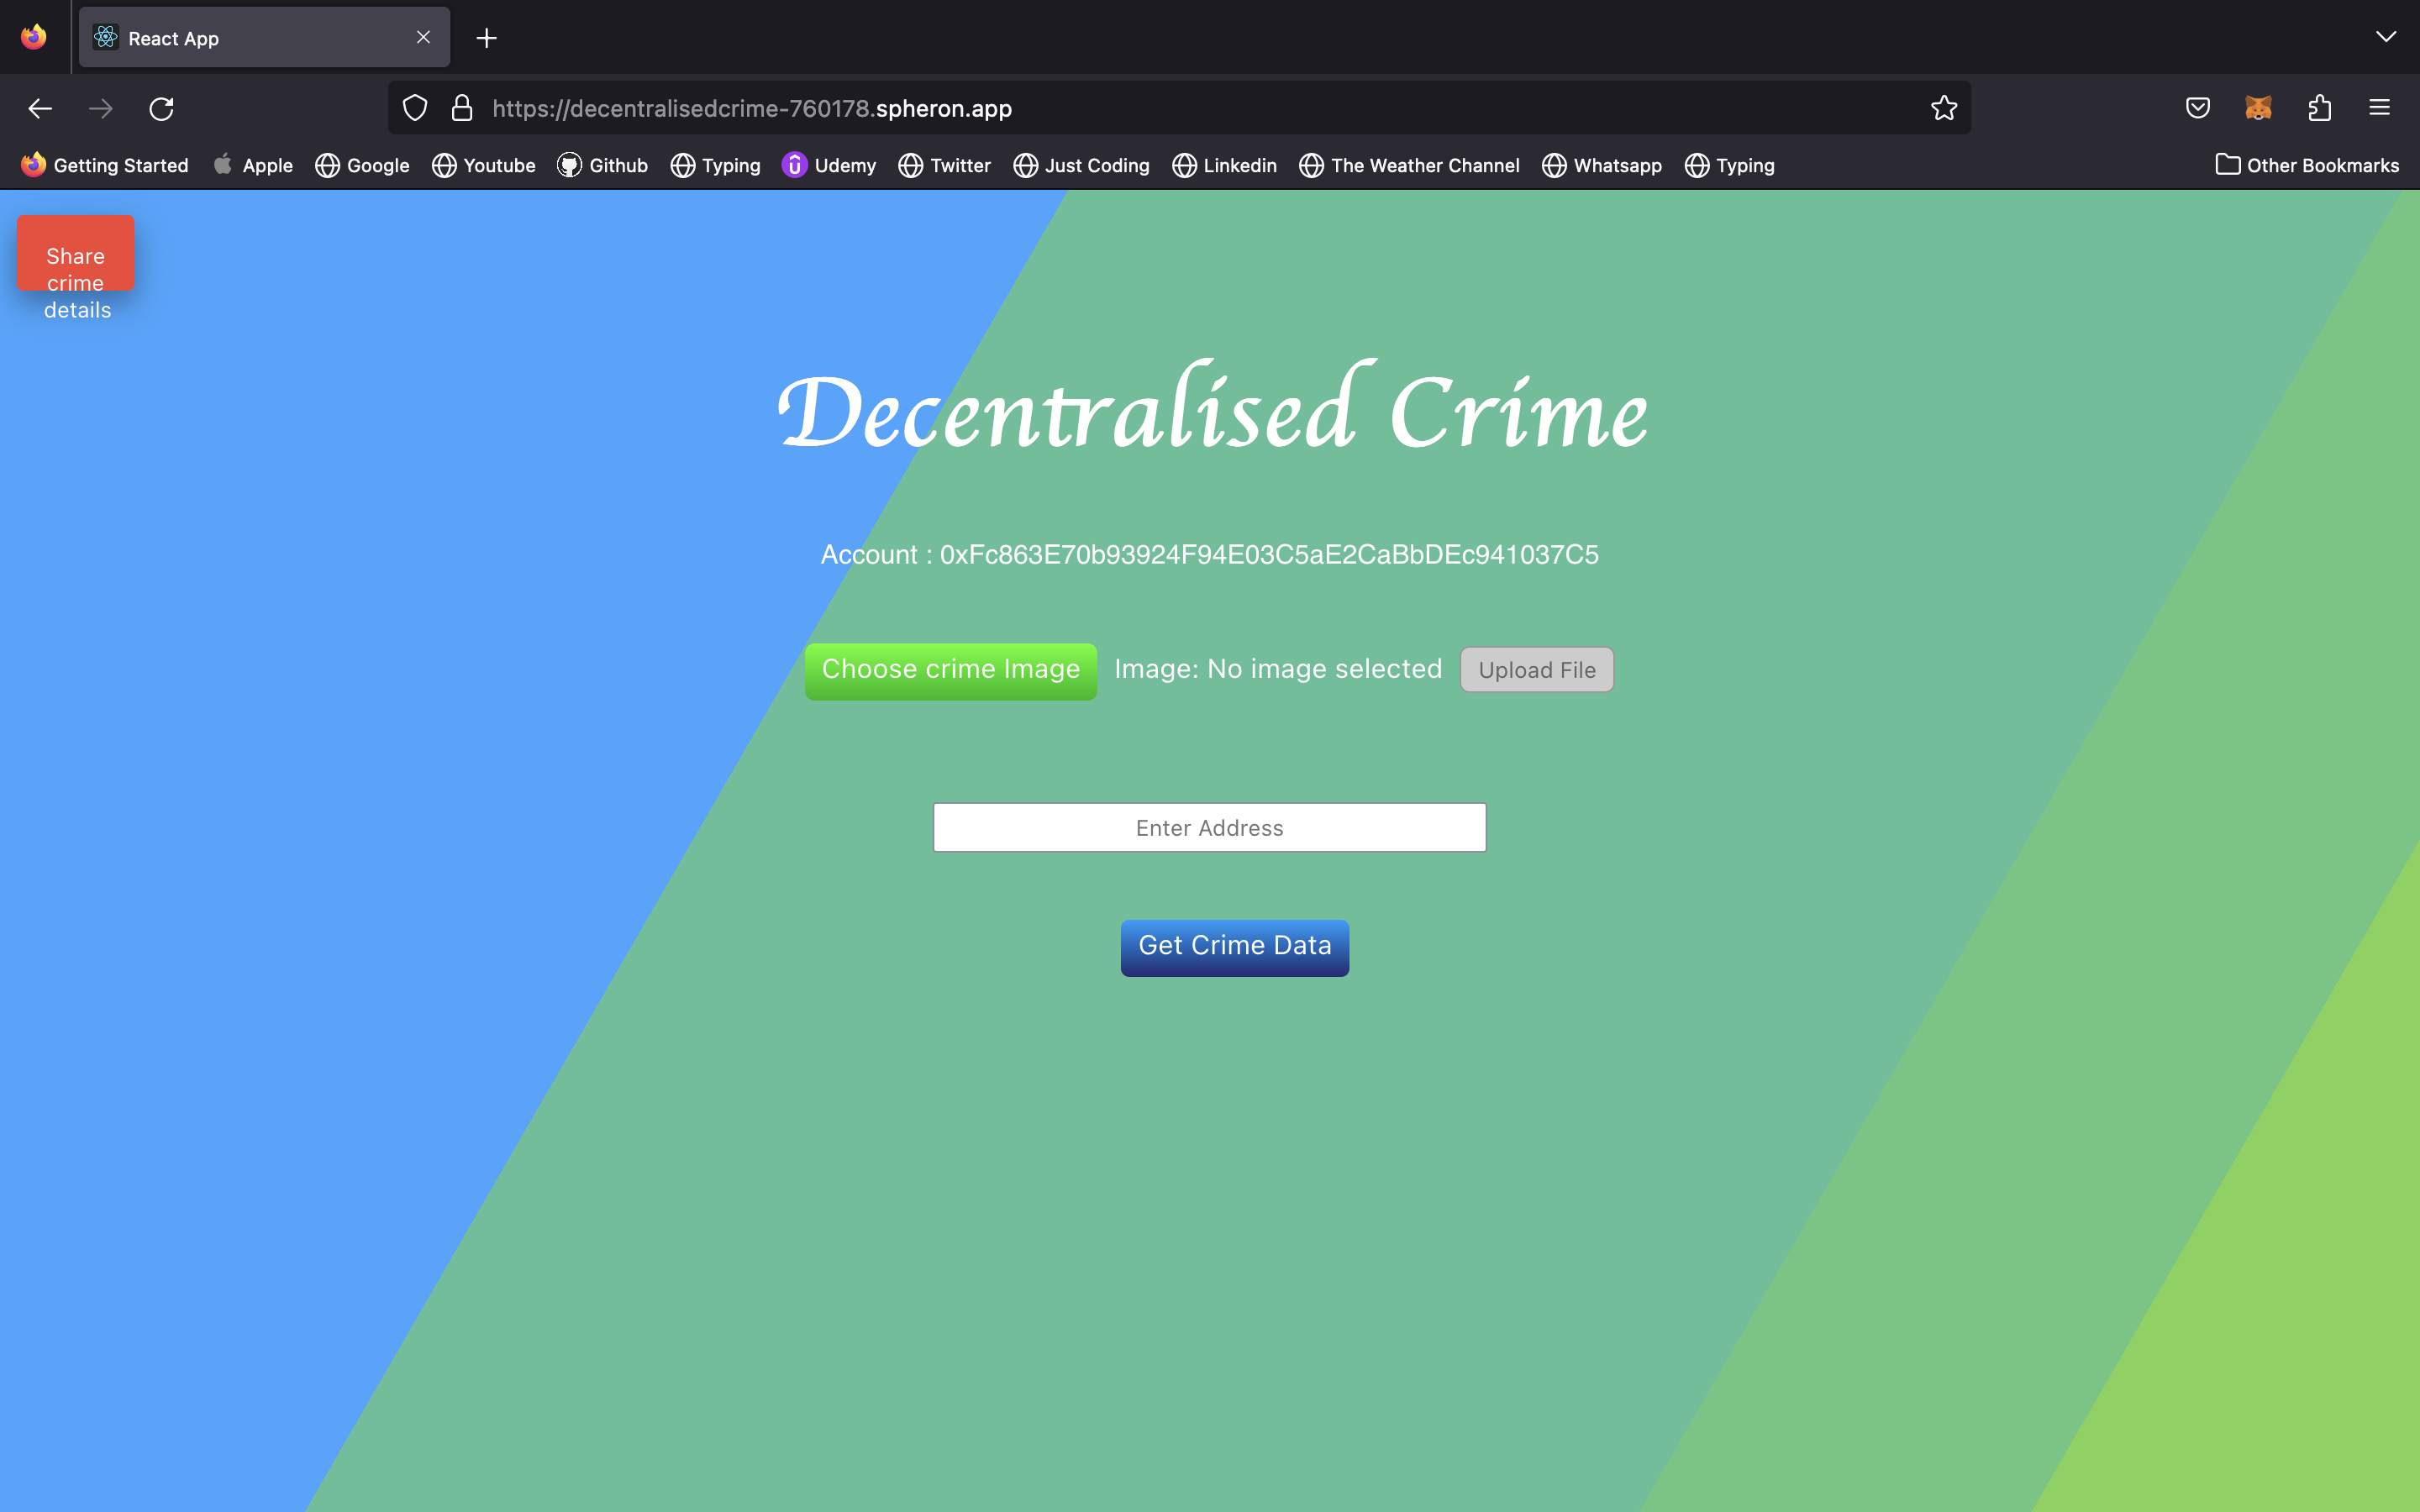 React App
https://decentralisedcrime-760178.spheron.app
Getting Started Apple Google Youtube Github Typing Udemy Twitter Just Coding Linkedin The Weather Channel Whatsapp Typing Other Bookmarks
Share
crime
details
Decentralised Crime
Account : 0xFc863E70b93924F94E03C5aE2CaBbDEc941037C5
Choose crime Image Image: No image selected Upload File
Enter Address
Get Crime Data